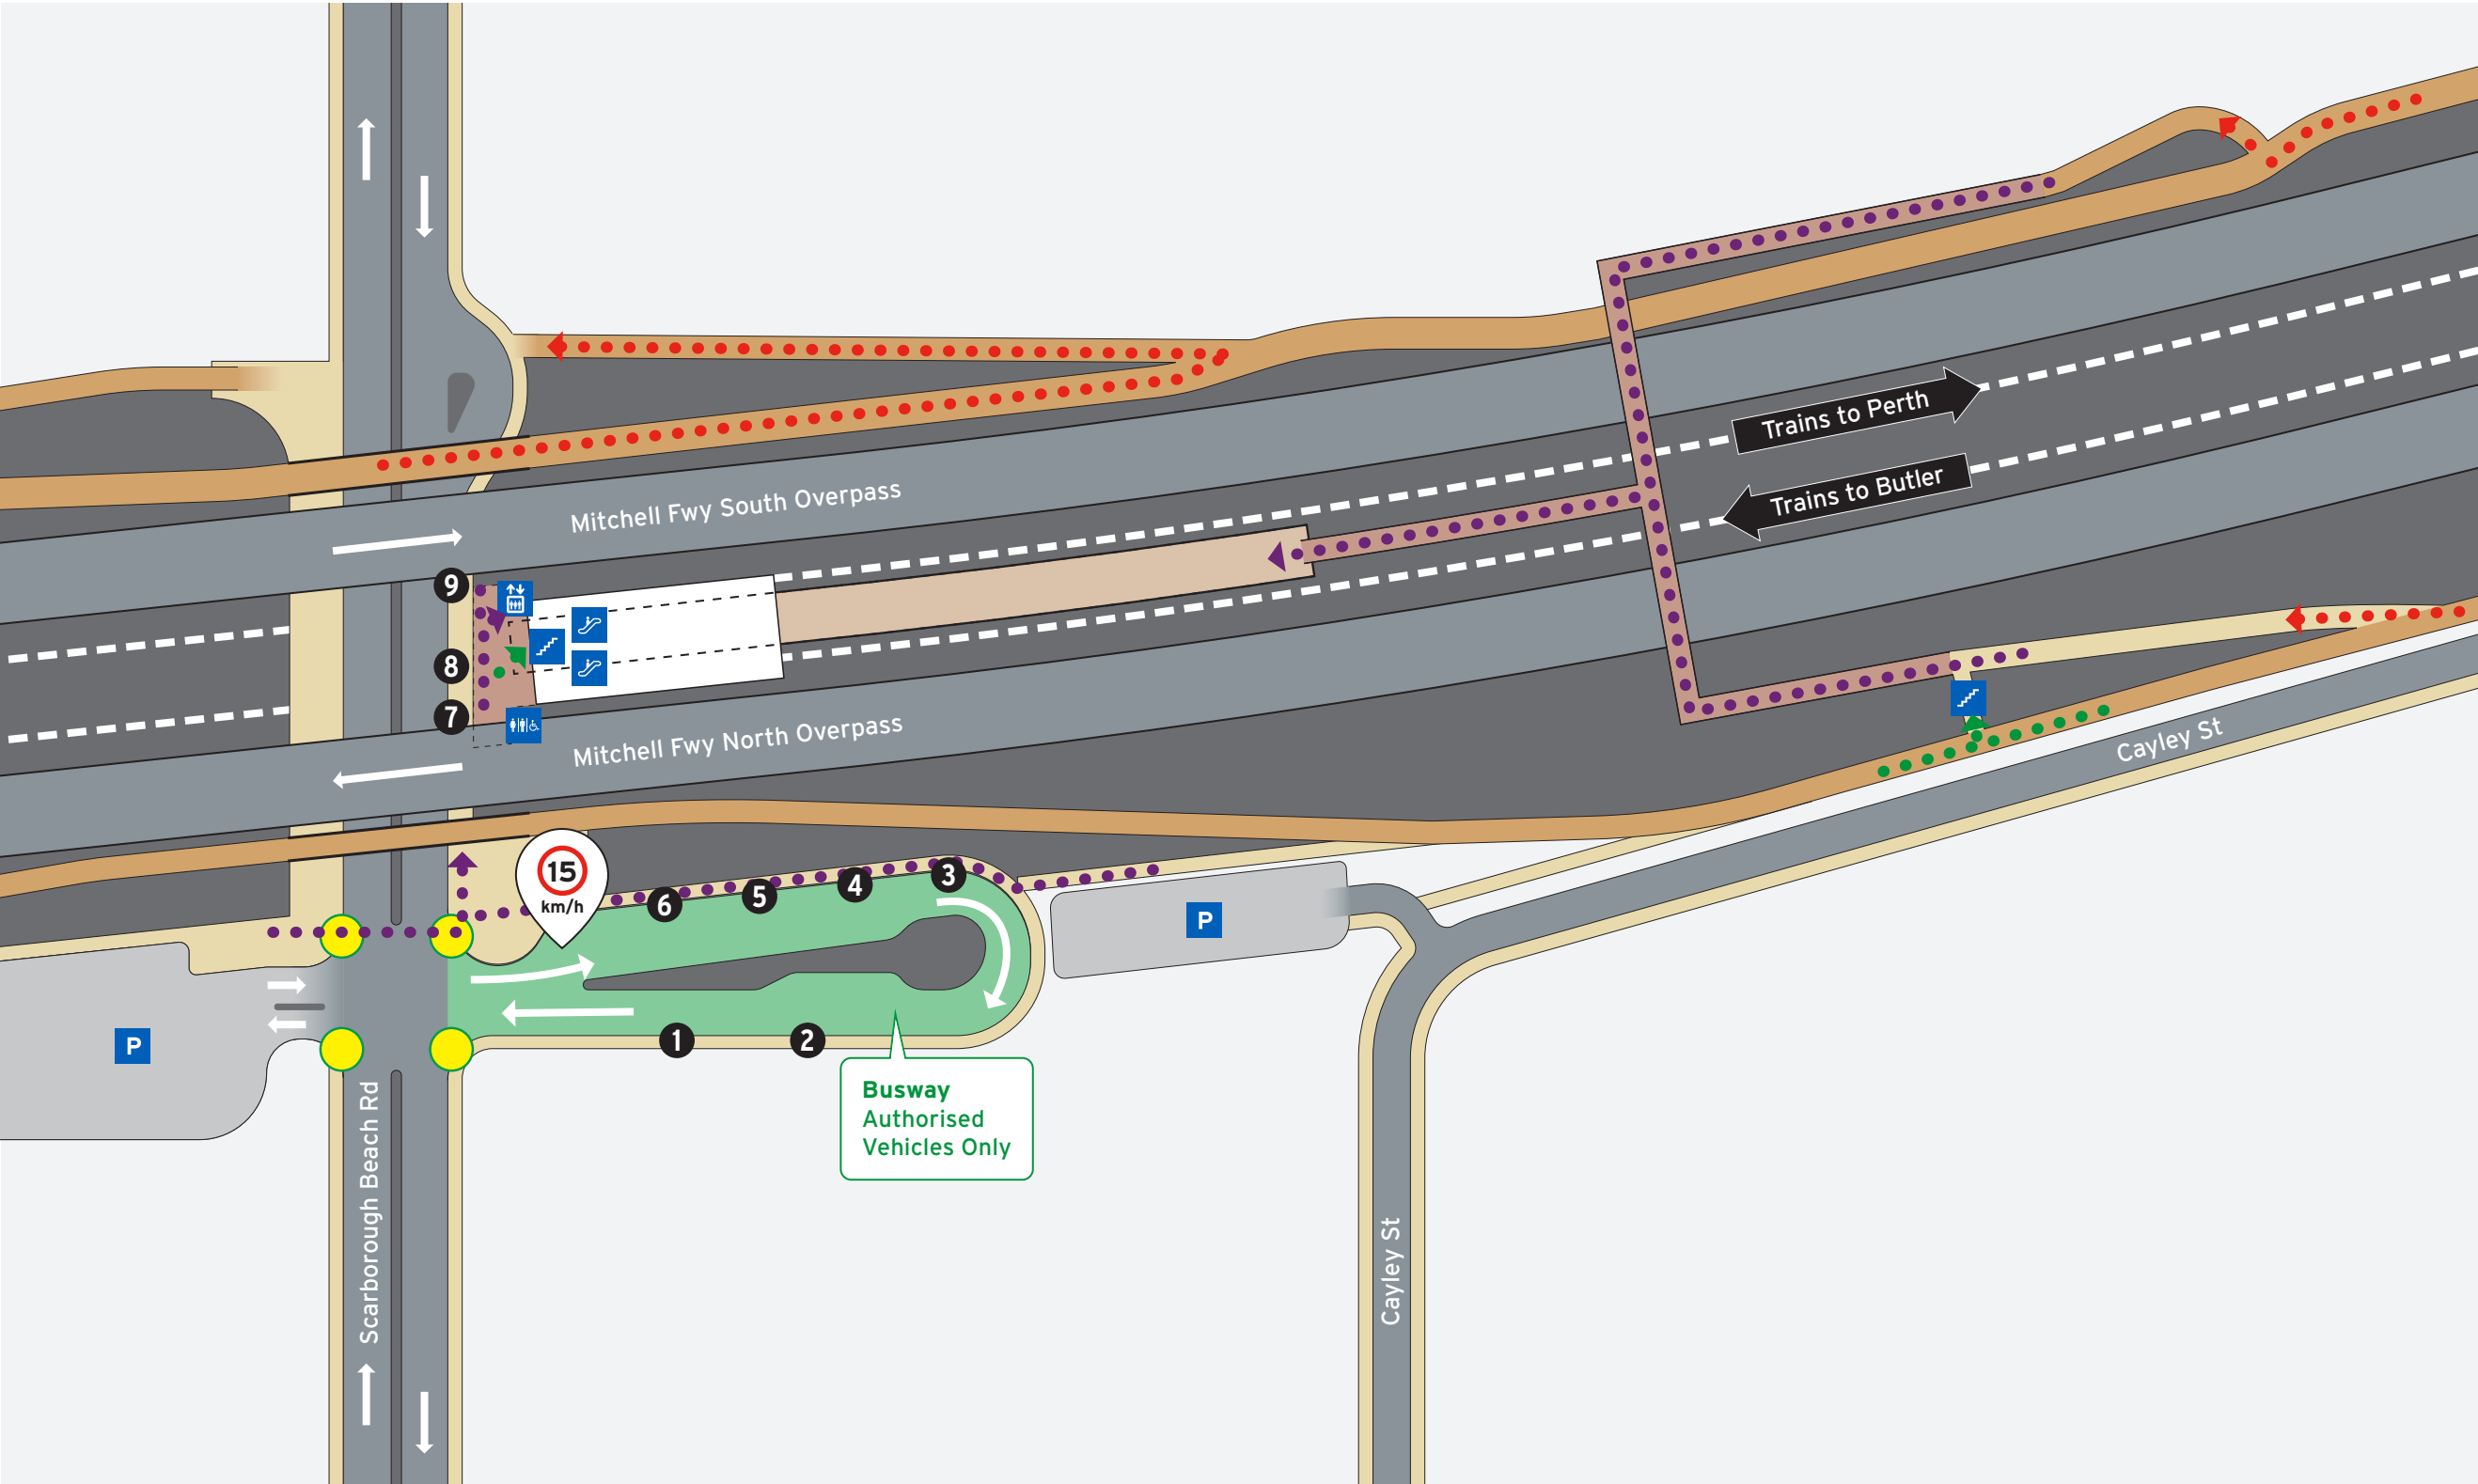 Trains to Perth
Trains to Butler
Mitchell Fwy South Overpass
9
8
7
Mitchell Fwy North Overpass
Cayley St
15
km/h
6
5
4
3
P
P
1
2
Busway
Authorised
Vehicles Only
Scarborough Beach Rd
Cayley St